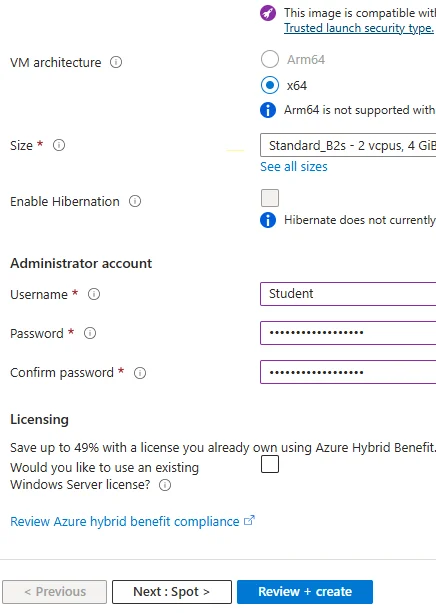 This image is compatible with
Trusted launch security type.
VM architecture
Arm64
x64
Arm64 is not supported with
Size *
Standard_B2s - 2 vcpus, 4 GiB
See all sizes
Enable Hibernation
Hibernate does not currently
Administrator account
Username *
Student
Password *
••••••••••••••••••
Confirm password *
••••••••••••••••••
Licensing
Save up to 49% with a license you already own using Azure Hybrid Benefit.
Would you like to use an existing
Windows Server license?
Review Azure hybrid benefit compliance
< Previous
Next : Spot >
Review + create